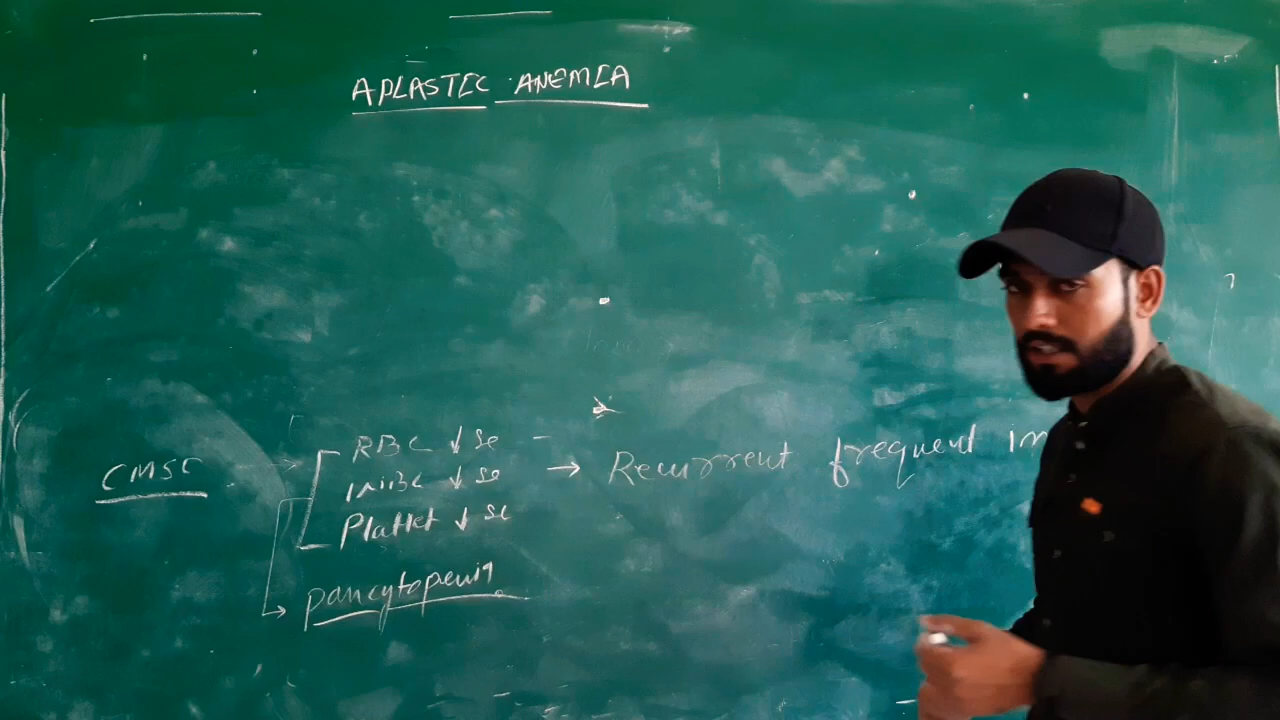 APLASTIC ANEMIA
CMSC
RBC ↓ se –
WBC ↓ se → Recurrent frequent in
Platlet ↓ se
pancytopenia